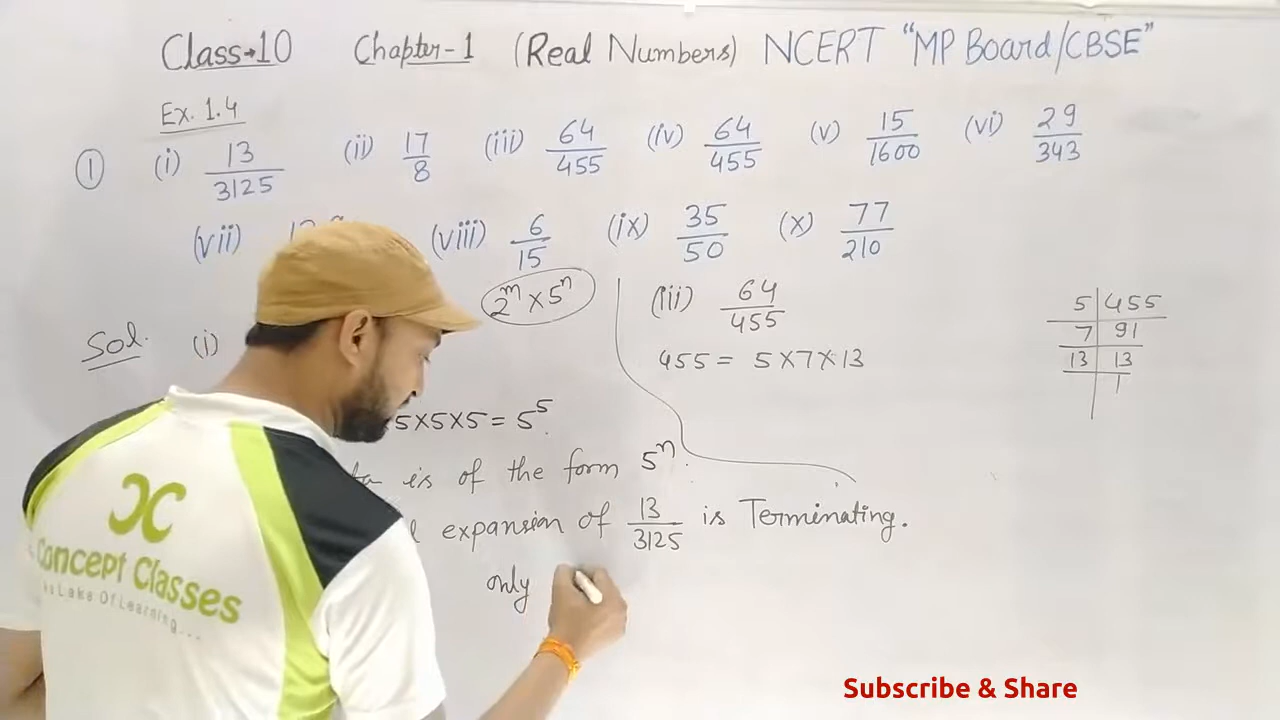 Class→10 Chapter-1 (Real Numbers) NCERT "MP Board/CBSE"
Ex. 1.4
① (i) 13/3125 (ii) 17/8 (iii) 64/455 (iv) 64/455 (v) 15/1600 (vi) 29/343
(vii) (viii) 6/15 (ix) 35/50 (x) 77/210
2^m × 5^n
Sol. (i)
5×5×5 = 5^5.
is of the form 5^n.
expansion of 13/3125 is Terminating.
only
(iii) 64/455
455 = 5×7×13
5 | 455
7 | 91
13 | 13
1
Concept Classes
Lake Of Learning....
Subscribe & Share